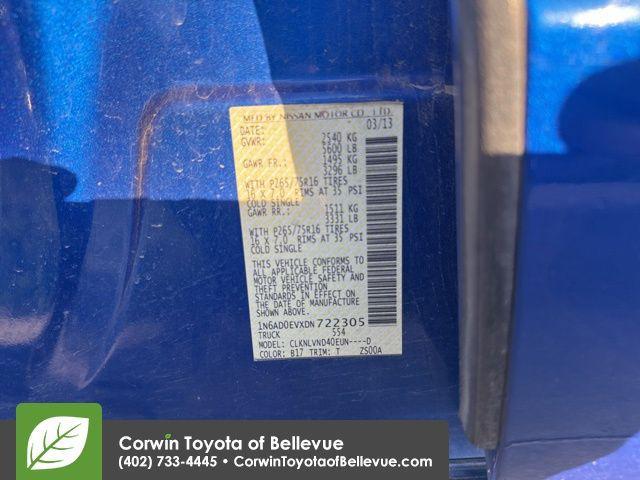 MFD BY NISSAN MOTOR CO., LTD.
DATE: 03/13
GVWR: 2540 KG
5600 LB
GAWR FR.: 1495 KG
3296 LB
WITH P265/75R16 TIRES
16 X 7.0 RIMS AT 35 PSI
COLD SINGLE
GAWR RR.: 1511 KG
3331 LB
WITH P265/75R16 TIRES
16 X 7.0 RIMS AT 35 PSI
COLD SINGLE
THIS VEHICLE CONFORMS TO
ALL APPLICABLE FEDERAL
MOTOR VEHICLE SAFETY AND
THEFT PREVENTION
STANDARDS IN EFFECT ON
THE DATE OF MANUFACTURE
SHOWN ABOVE.
1N6AD0EVXDN722305
TRUCK 554
MODEL: CLKNLVND40EUN----D
COLOR: B17 TRIM: T ZS00A
Corwin Toyota of Bellevue
(402) 733-4445 • CorwinToyotaofBellevue.com